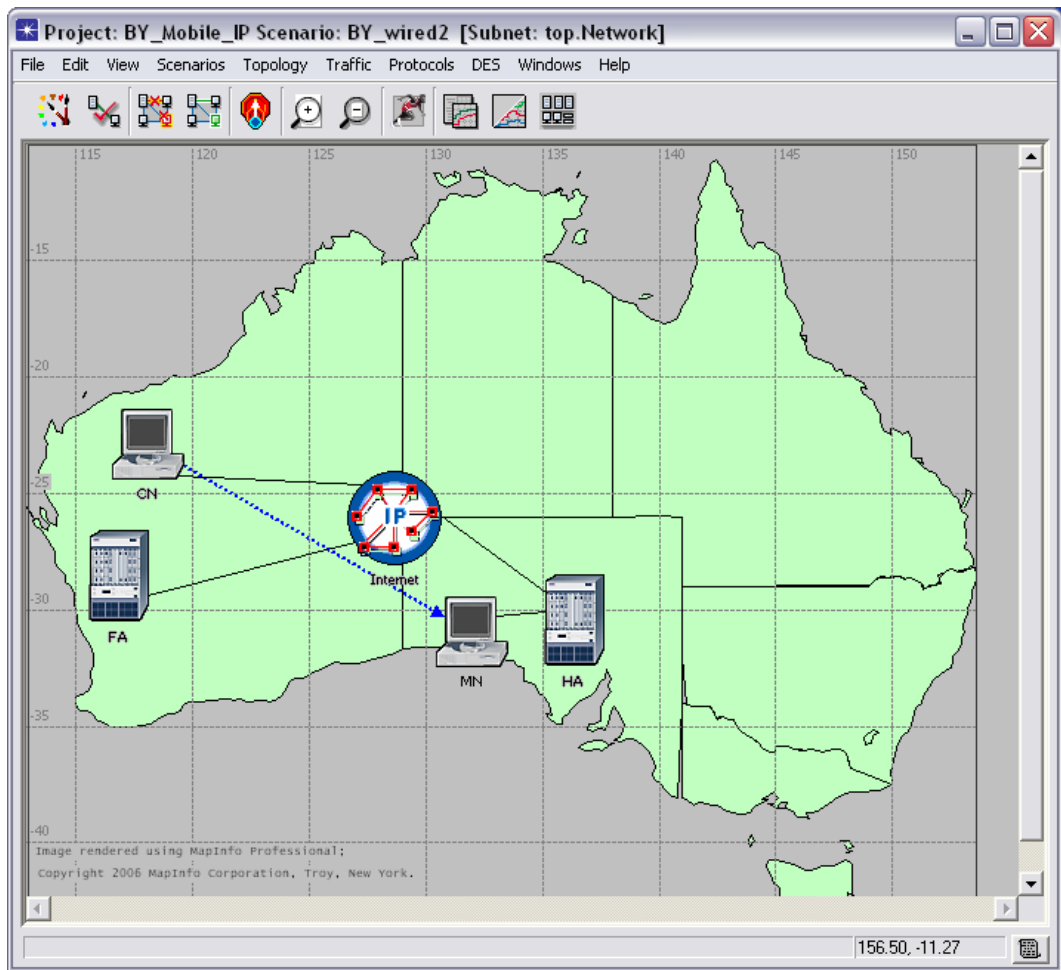 Project: BY_Mobile_IP Scenario: BY_wired2 [Subnet: top.Network]
File Edit View Scenarios Topology Traffic Protocols DES Windows Help
115 120 125 130 135 140 145 150
-15
-20
CN
-25
IP
Internet
FA
-30
MN
HA
-35
-40
Image rendered using MapInfo Professional;
Copyright 2006 MapInfo Corporation, Troy, New York.
156.50, -11.27